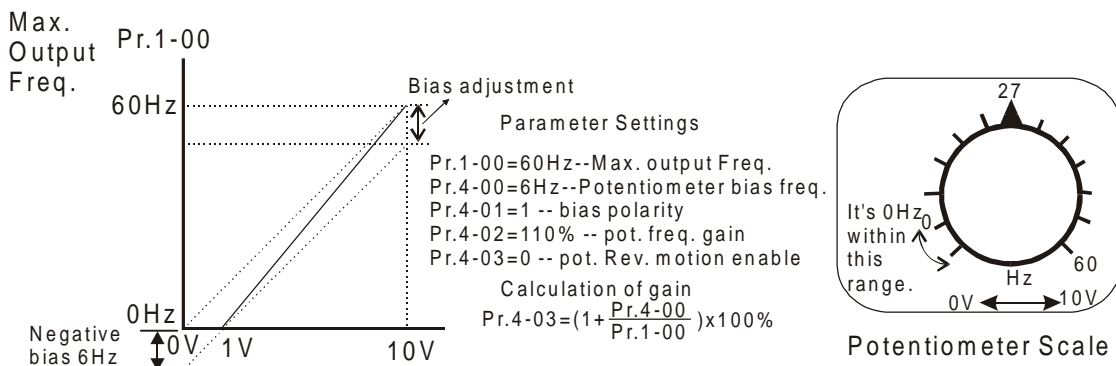 Max.
Output
Freq.
Pr.1-00
60Hz
Bias adjustment
0Hz
Negative
bias 6Hz
0V
1V
10V
Parameter Settings
Pr.1-00=60Hz--Max. output Freq.
Pr.4-00=6Hz--Potentiometer bias freq.
Pr.4-01=1 -- bias polarity
Pr.4-02=110% -- pot. freq. gain
Pr.4-03=0 -- pot. Rev. motion enable
Calculation of gain
Pr.4-03=(1+Pr.4-00/Pr.1-00)x100%
27
It's 0Hz
within
this
range.
0
60
Hz
0V
10V
Potentiometer Scale